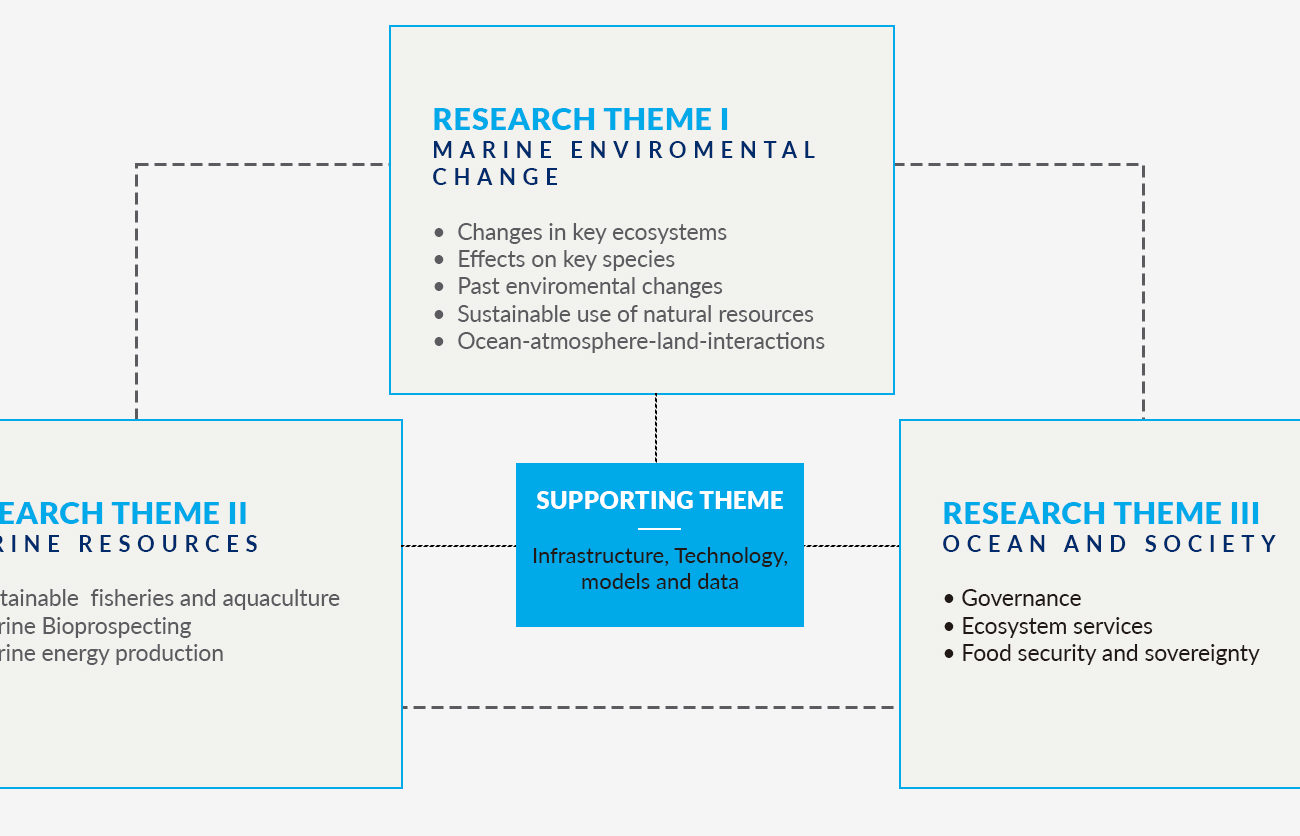 RESEARCH THEME I
MARINE ENVIROMENTAL
CHANGE
• Changes in key ecosystems
• Effects on key species
• Past enviromental changes
• Sustainable use of natural resources
• Ocean-atmosphere-land-interactions
EARCH THEME II
RINE RESOURCES
tainable fisheries and aquaculture
rine Bioprospecting
rine energy production
SUPPORTING THEME
Infrastructure, Technology,
models and data
RESEARCH THEME III
OCEAN AND SOCIETY
• Governance
• Ecosystem services
• Food security and sovereignty